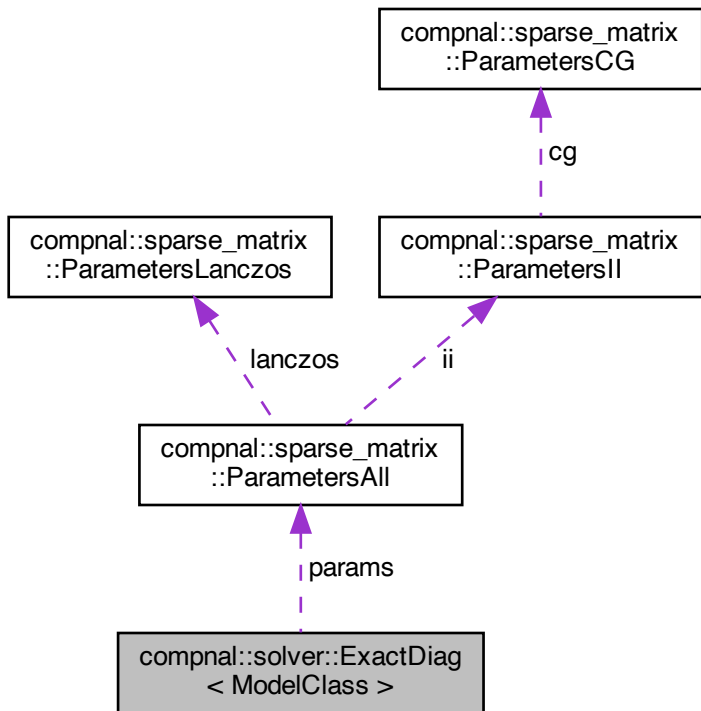 compnal::sparse_matrix
::ParametersCG
cg
compnal::sparse_matrix
::ParametersLanczos
compnal::sparse_matrix
::ParametersII
lanczos
ii
compnal::sparse_matrix
::ParametersAll
params
compnal::solver::ExactDiag
< ModelClass >